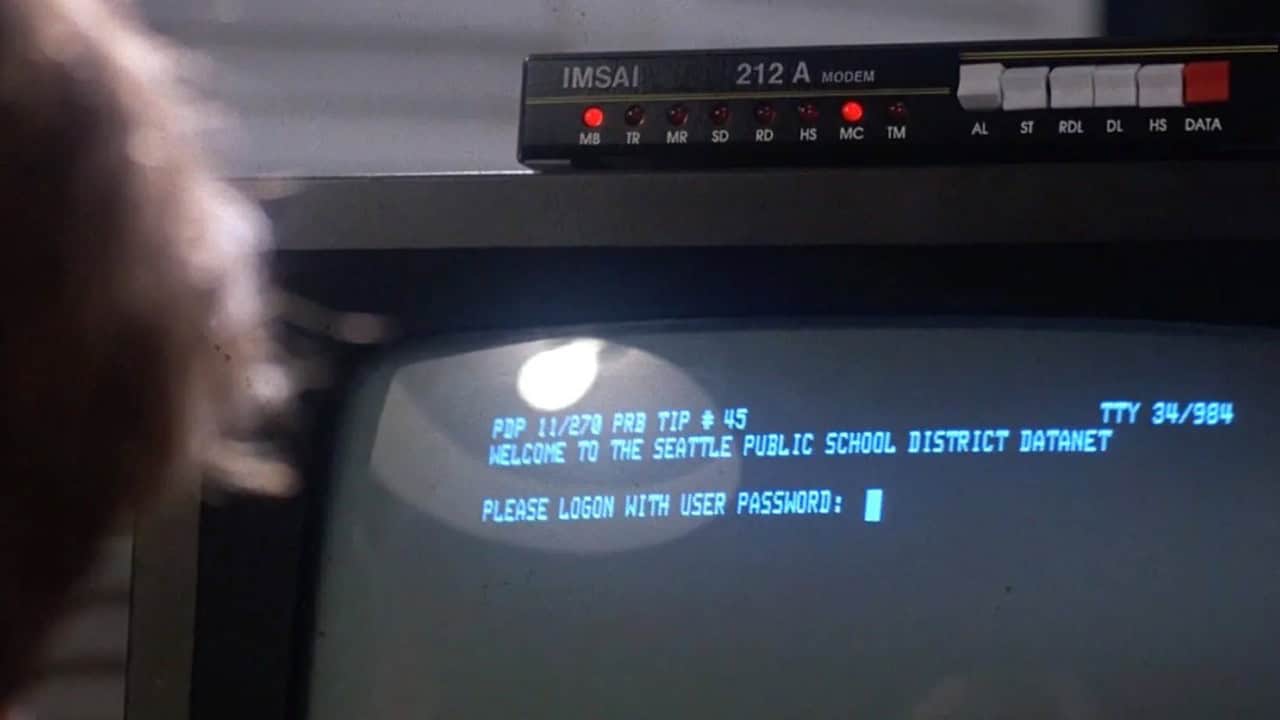 IMSAI 212 A MODEM
MB TR MR SD RD HS MC TM AL ST RDL DL HS DATA
PDP 11/270 PRB TIP # 45 TTY 34/984
WELCOME TO THE SEATTLE PUBLIC SCHOOL DISTRICT DATANET
PLEASE LOGON WITH USER PASSWORD: